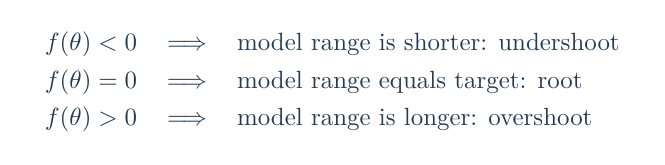 f(θ) < 0 ⟹ model range is shorter: undershoot
f(θ) = 0 ⟹ model range equals target: root
f(θ) > 0 ⟹ model range is longer: overshoot